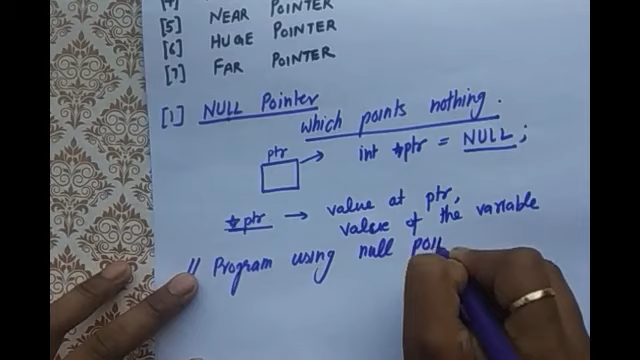 [5] NEAR POINTER
[6] HUGE POINTER
[7] FAR POINTER
[1] NULL Pointer
which points nothing.
ptr
int *ptr = NULL;
*ptr → value at ptr,
value of the variable
// Program using null